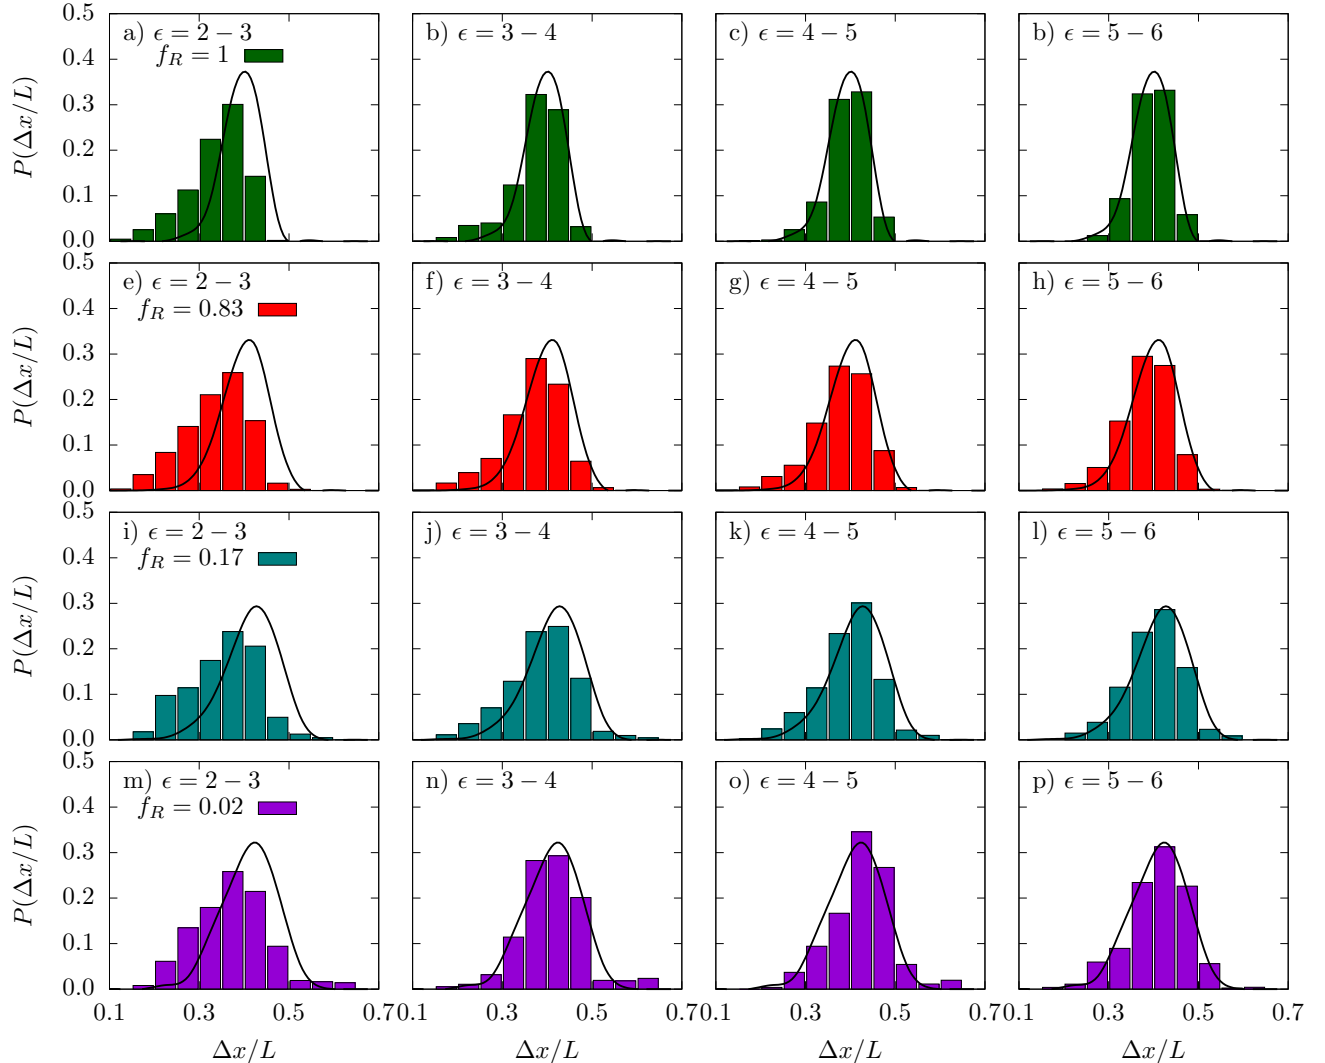 0.5
a) ϵ = 2 − 3
b) ϵ = 3 − 4
c) ϵ = 4 − 5
b) ϵ = 5 − 6
f_R = 1
0.4
0.3
0.2
0.1
0.0
P(Δx/L)
0.5
e) ϵ = 2 − 3
f) ϵ = 3 − 4
g) ϵ = 4 − 5
h) ϵ = 5 − 6
f_R = 0.83
0.4
0.3
0.2
0.1
0.0
P(Δx/L)
0.5
i) ϵ = 2 − 3
j) ϵ = 3 − 4
k) ϵ = 4 − 5
l) ϵ = 5 − 6
f_R = 0.17
0.4
0.3
0.2
0.1
0.0
P(Δx/L)
0.5
m) ϵ = 2 − 3
n) ϵ = 3 − 4
o) ϵ = 4 − 5
p) ϵ = 5 − 6
f_R = 0.02
0.4
0.3
0.2
0.1
0.0
P(Δx/L)
0.1 0.3 0.5 0.7 0.1 0.3 0.5 0.7 0.1 0.3 0.5 0.7 0.1 0.3 0.5 0.7
Δx/L Δx/L Δx/L Δx/L